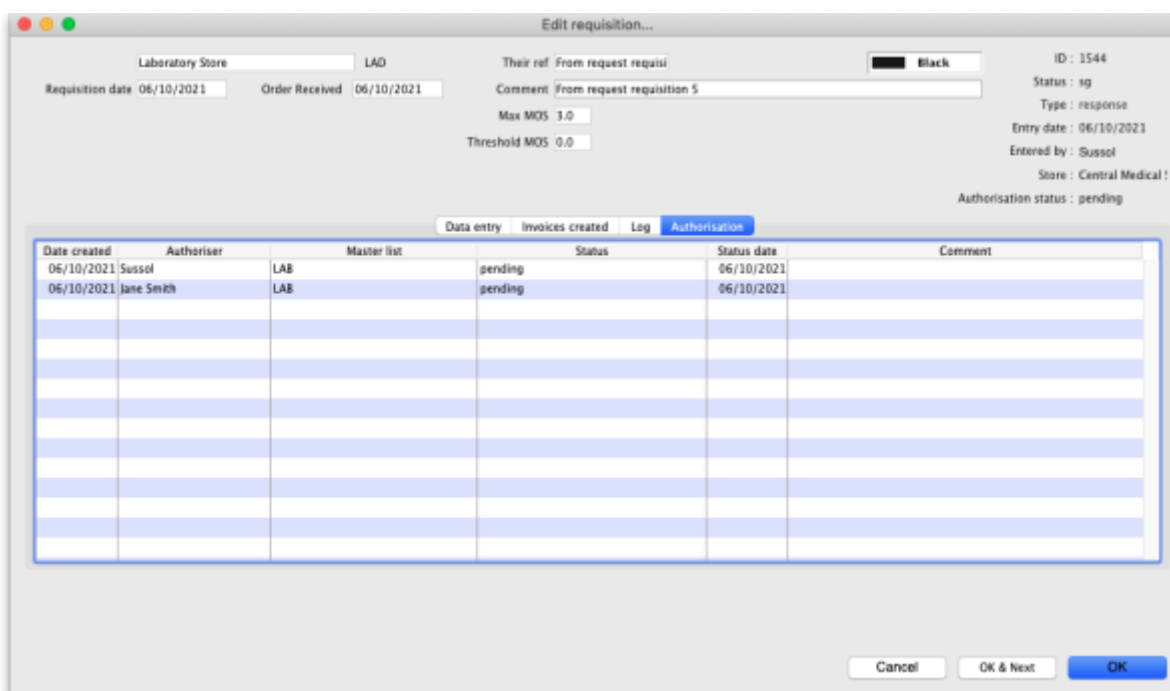 Edit requisition...
Laboratory Store LAD Their ref From request requisi Black ID : 1544
Status : sg
Requisition date 06/10/2021 Order Received 06/10/2021 Comment From request requisition 5
Type : response
Max MOS 3.0
Entry date : 06/10/2021
Threshold MOS 0.0
Entered by : Sussol
Store : Central Medical S
Authorisation status : pending
Data entry Invoices created Log Authorisation
Date created Authoriser Master list Status Status date Comment
06/10/2021 Sussol LAB pending 06/10/2021
06/10/2021 Jane Smith LAB pending 06/10/2021
Cancel OK & Next OK